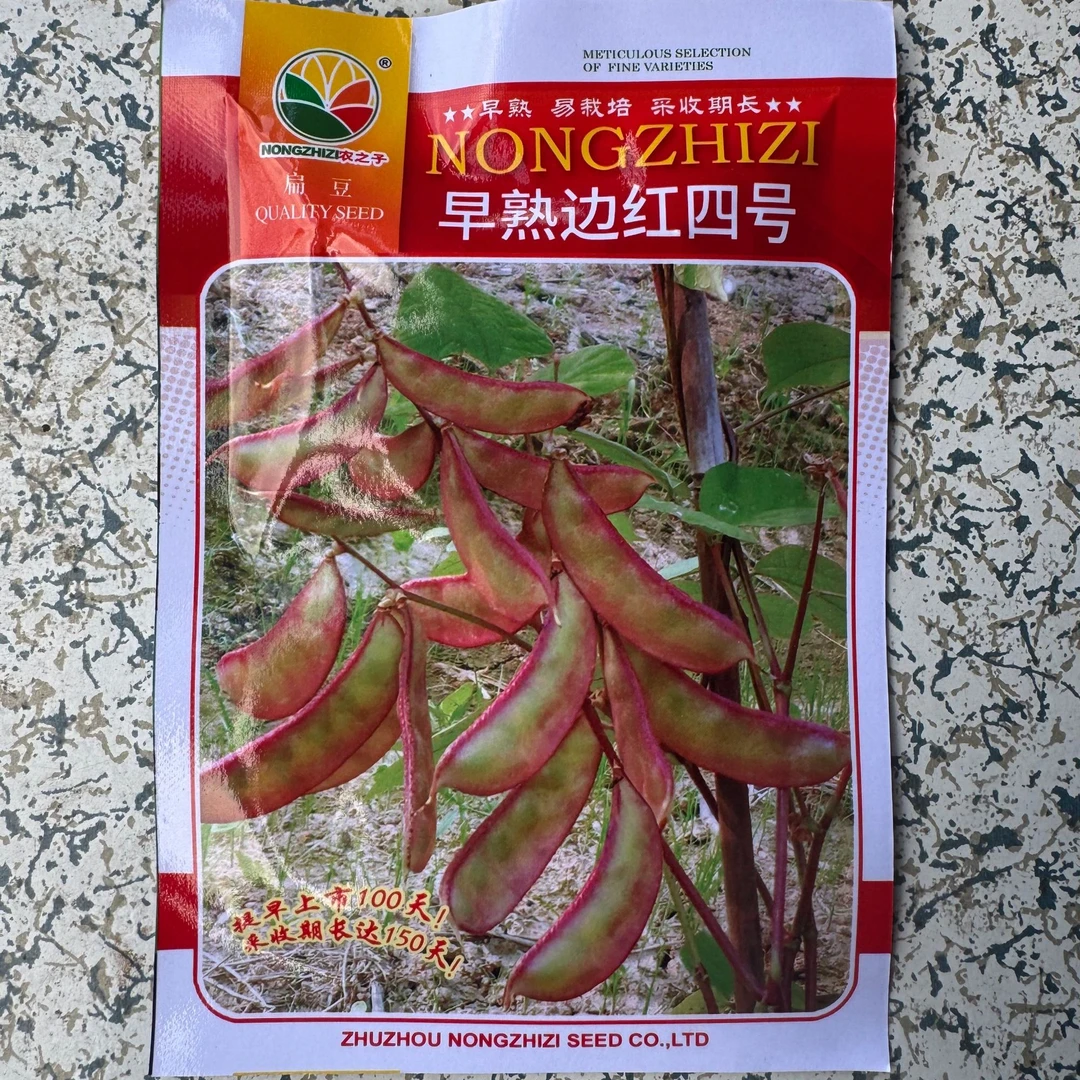 METICULOUS SELECTION
OF FINE VARIETIES
®
NONGZHIZI农之子
扁 豆
QUALITY SEED
★★早熟 易栽培 采收期长★★
NONGZHIZI
早熟边红四号
提早上市100天!
采收期长达150天!
ZHUZHOU NONGZHIZI SEED CO.,LTD